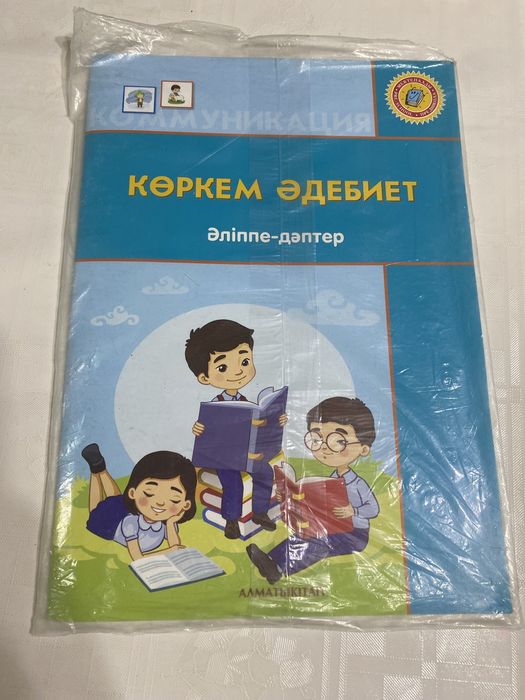 КОММУНИКАЦИЯ
КӨРКЕМ ӘДЕБИЕТ
Әліппе-дәптер
АЛМАТЫКІТАП